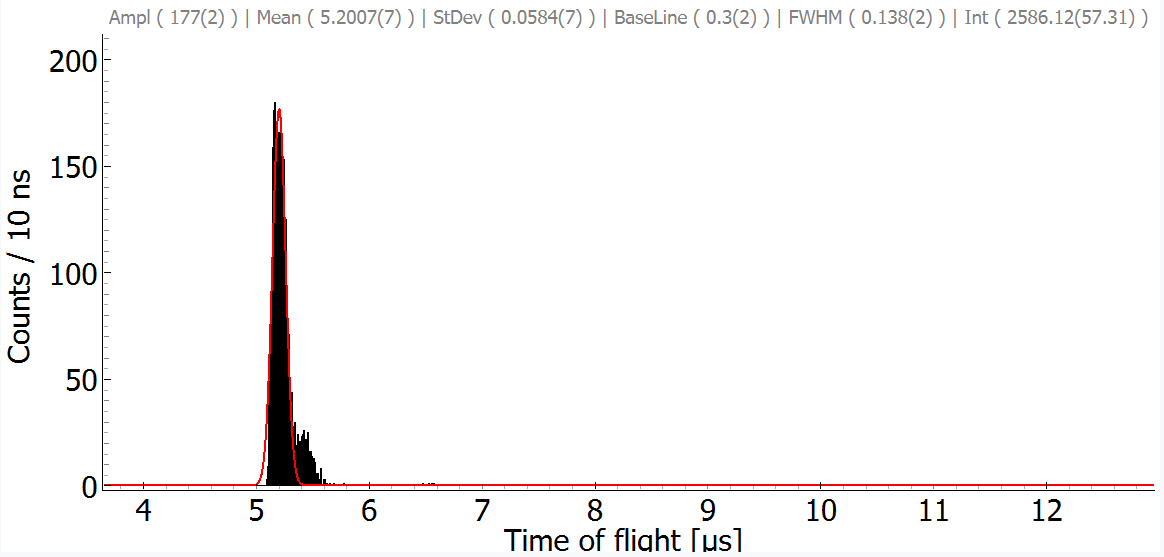 Ampl ( 177(2) ) | Mean ( 5.2007(7) ) | StDev ( 0.0584(7) ) | BaseLine ( 0.3(2) ) | FWHM ( 0.138(2) ) | Int ( 2586.12(57.31) )
Counts / 10 ns
200
150
100
50
0
4 5 6 7 8 9 10 11 12
Time of flight [µs]